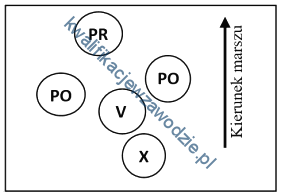 PR
PO
PO
V
X
Kierunek marszu
kwalifikacjewzawodzie.pl